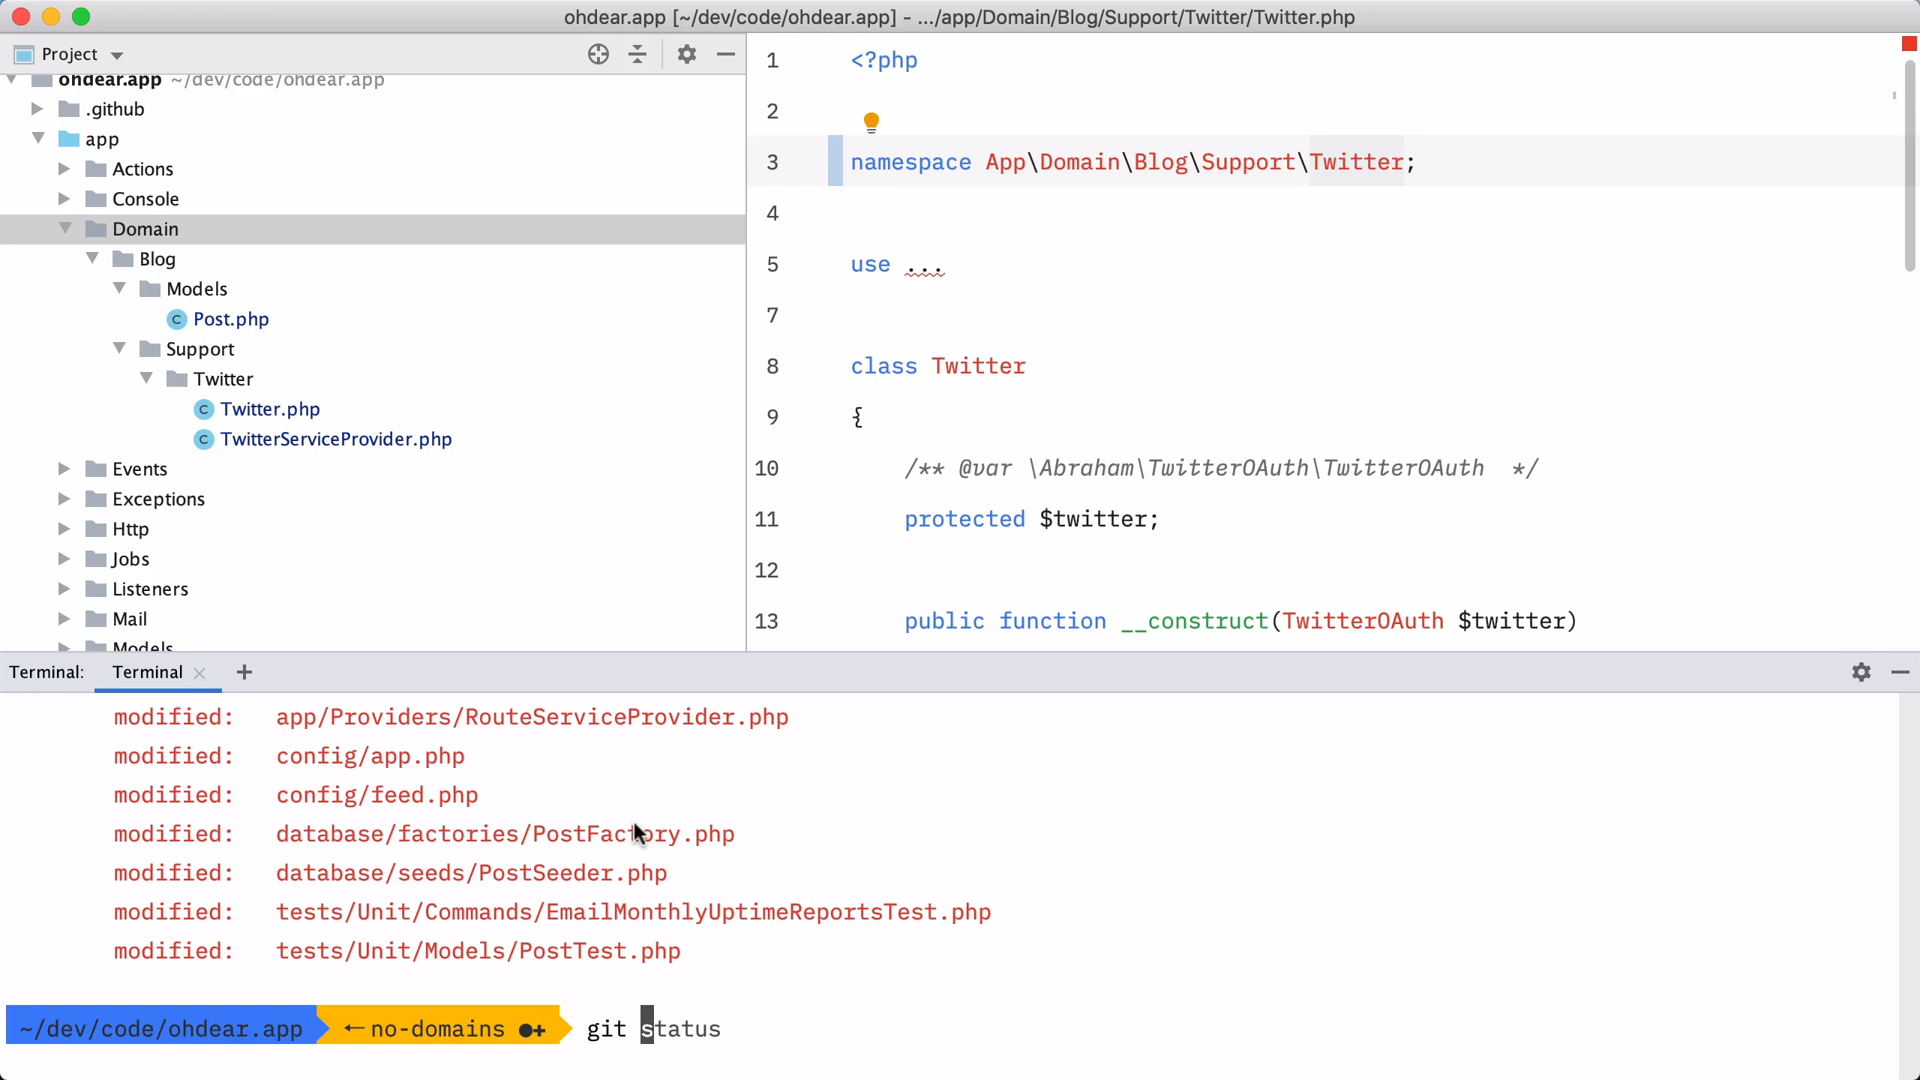 ohdear.app [~/dev/code/ohdear.app] - .../app/Domain/Blog/Support/Twitter/Twitter.php
Project
ohdear.app ~/dev/code/ohdear.app
.github
app
Actions
Console
Domain
Blog
Models
C Post.php
Support
Twitter
C Twitter.php
C TwitterServiceProvider.php
Events
Exceptions
Http
Jobs
Listeners
Mail
Models
1 <?php
2
3 namespace App\Domain\Blog\Support\Twitter;
4
5 use ...
7
8 class Twitter
9 {
10 /** @var \Abraham\TwitterOAuth\TwitterOAuth */
11 protected $twitter;
12
13 public function __construct(TwitterOAuth $twitter)
Terminal: Terminal × +
modified: app/Providers/RouteServiceProvider.php
modified: config/app.php
modified: config/feed.php
modified: database/factories/PostFactory.php
modified: database/seeds/PostSeeder.php
modified: tests/Unit/Commands/EmailMonthlyUptimeReportsTest.php
modified: tests/Unit/Models/PostTest.php
~/dev/code/ohdear.app ←no-domains ●+ git status